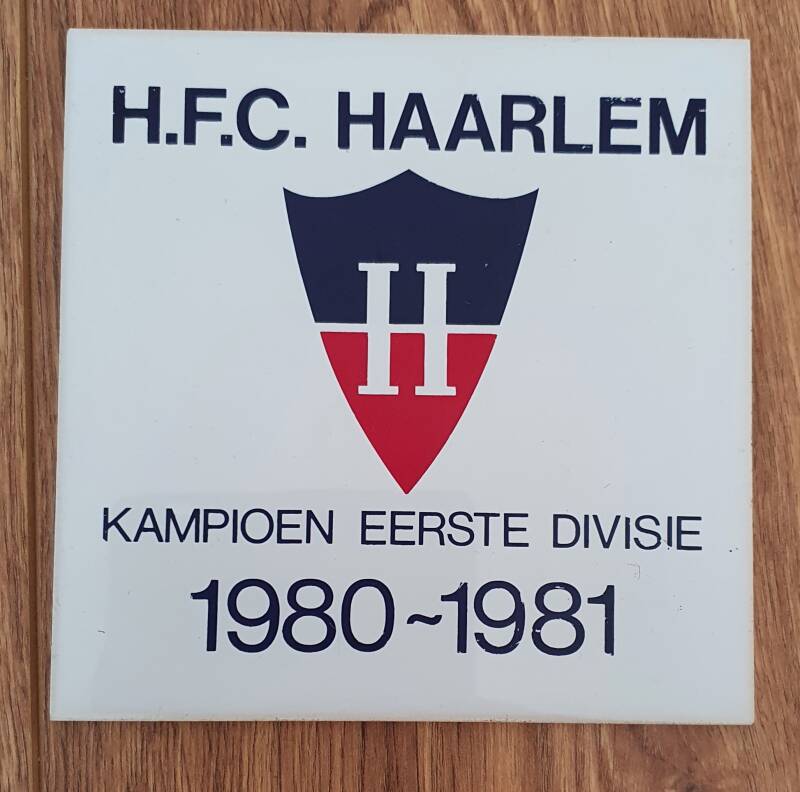 H.F.C. HAARLEM
H
KAMPIOEN EERSTE DIVISIE
1980~1981